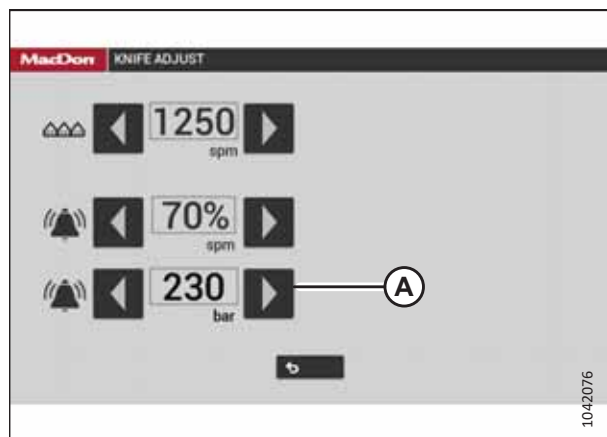 MacDon KNIFE ADJUST
1250
spm
70%
spm
230
bar
A
1042076